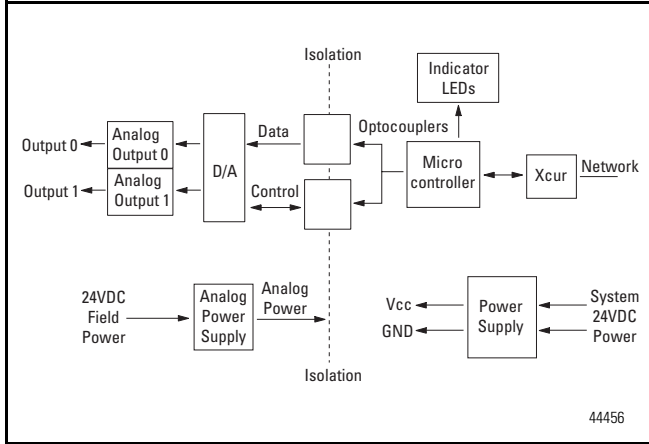 Isolation
Indicator
LEDs
Optocouplers
Data
Output 0
Analog
Output 0
D/A
Micro
controller
Xcur
Network
Output 1
Analog
Output 1
Control
24VDC
Field
Power
Analog
Power
Supply
Analog
Power
Vcc
GND
Power
Supply
System
24VDC
Power
Isolation
44456